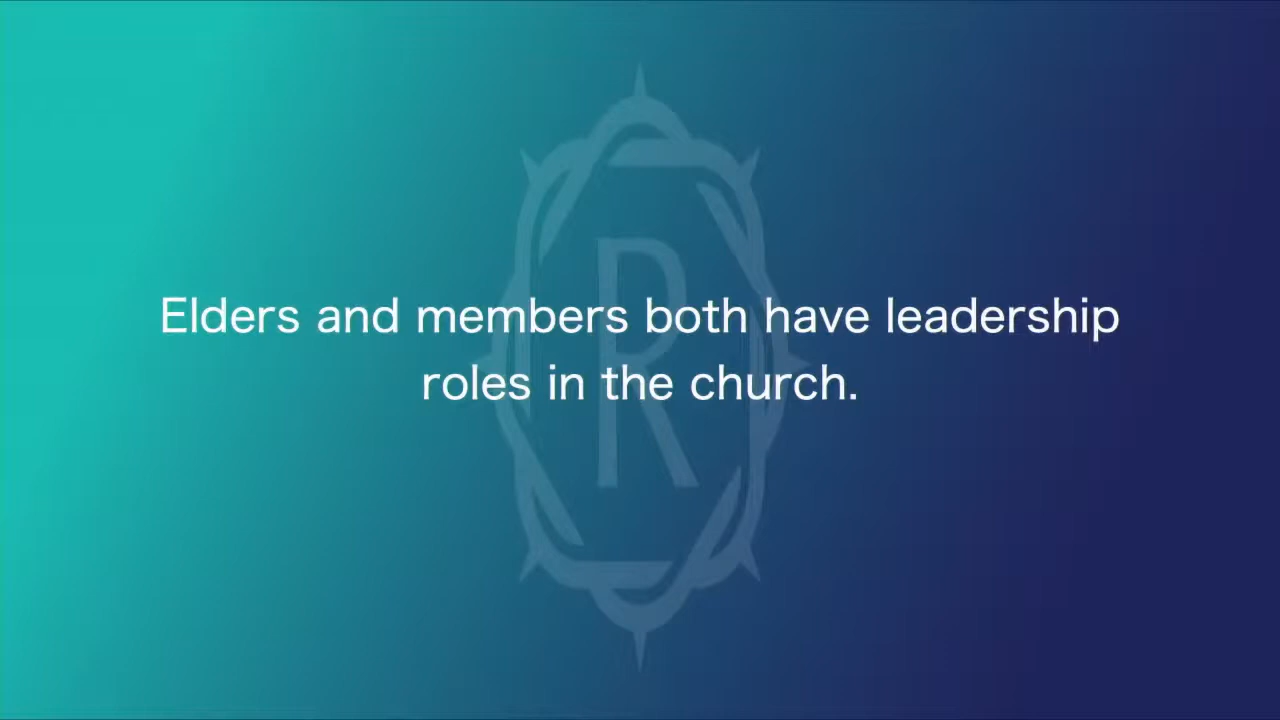 R
Elders and members both have leadership
roles in the church.